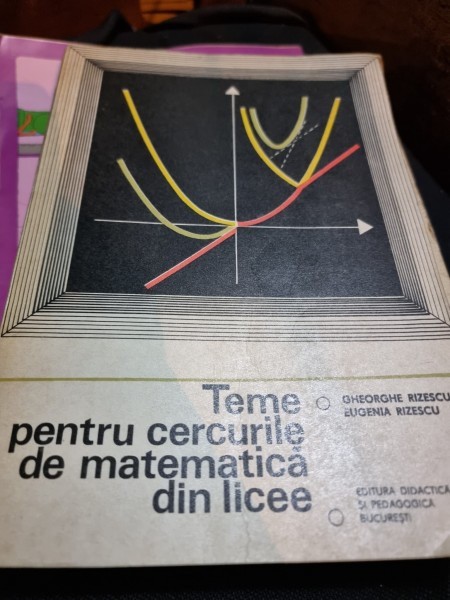 Teme
pentru cercurile
de matematică
din licee
GHEORGHE RIZESCU
EUGENIA RIZESCU
EDITURA DIDACTICĂ
ȘI PEDAGOGICĂ
BUCUREȘTI